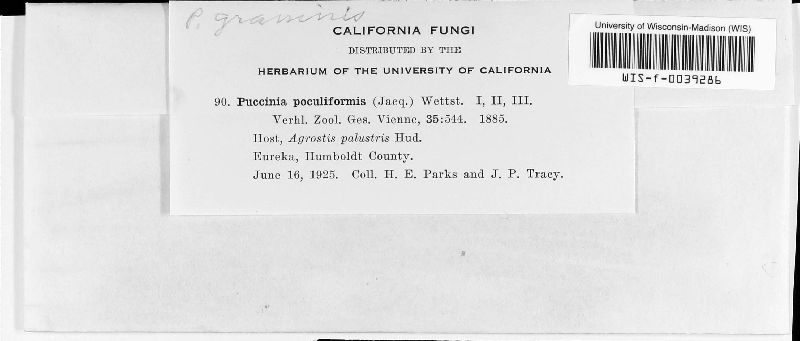 P. graminis
CALIFORNIA FUNGI
DISTRIBUTED BY THE
HERBARIUM OF THE UNIVERSITY OF CALIFORNIA
90. Puccinia poculiformis (Jacq.) Wettst. I, II, III.
Verhl. Zool. Ges. Vienne, 35:544. 1885.
Host, Agrostis palustris Hud.
Eureka, Humboldt County.
June 16, 1925. Coll. H. E. Parks and J. P. Tracy.
University of Wisconsin-Madison (WIS)
WIS-f-0039286